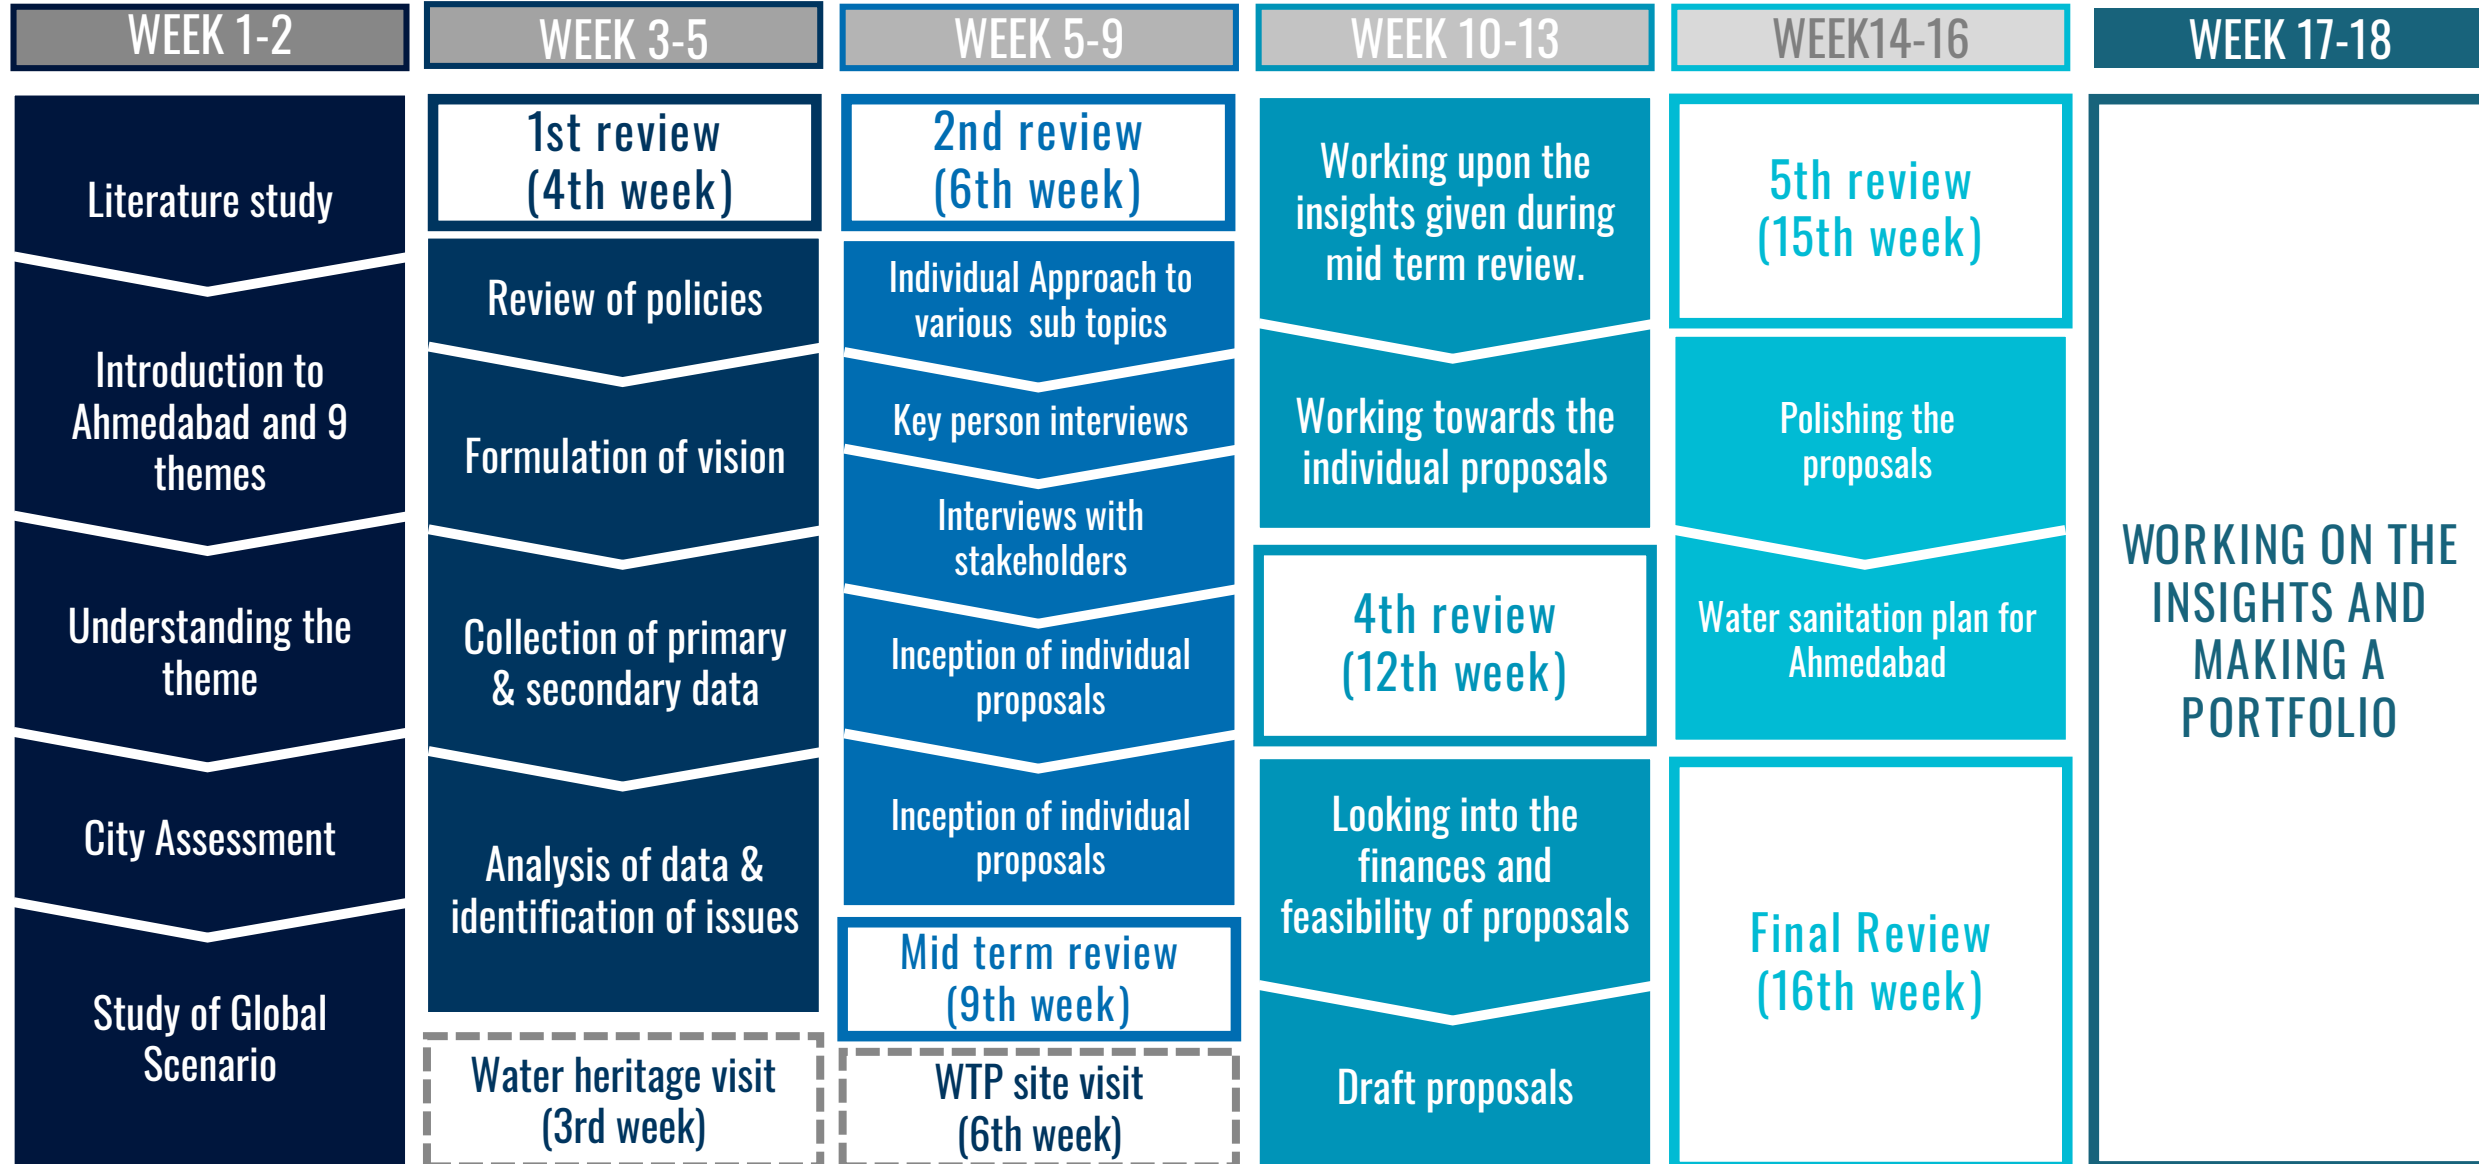 WEEK 1-2
Literature study
Introduction to
Ahmedabad and 9
themes
Understanding the
theme
City Assessment
Study of Global
Scenario
WEEK 3-5
1st review
(4th week)
Review of policies
Formulation of vision
Collection of primary
& secondary data
Analysis of data &
identification of issues
Water heritage visit
(3rd week)
WEEK 5-9
2nd review
(6th week)
Individual Approach to
various sub topics
Key person interviews
Interviews with
stakeholders
Inception of individual
proposals
Inception of individual
proposals
Mid term review
(9th week)
WTP site visit
(6th week)
WEEK 10-13
Working upon the
insights given during
mid term review.
Working towards the
individual proposals
4th review
(12th week)
Looking into the
finances and
feasibility of proposals
Draft proposals
WEEK14-16
5th review
(15th week)
Polishing the
proposals
Water sanitation plan for
Ahmedabad
Final Review
(16th week)
WEEK 17-18
WORKING ON THE
INSIGHTS AND
MAKING A
PORTFOLIO